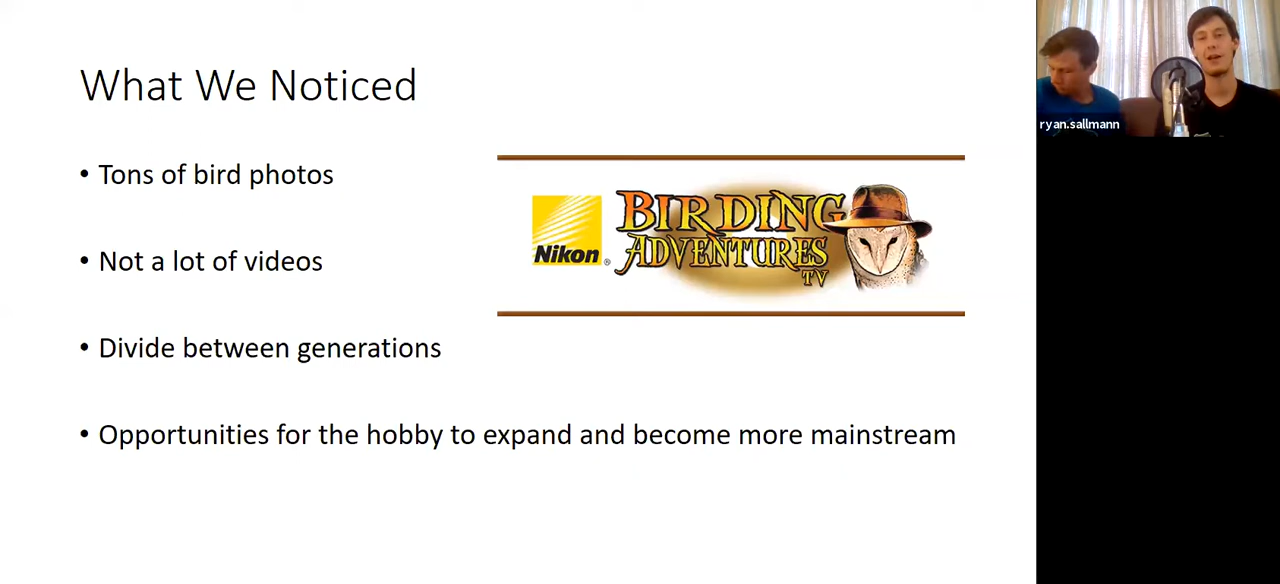 What We Noticed
• Tons of bird photos
• Not a lot of videos
• Divide between generations
• Opportunities for the hobby to expand and become more mainstream
Nikon®
BIRDING
ADVENTURES
TV
ryan.sallmann